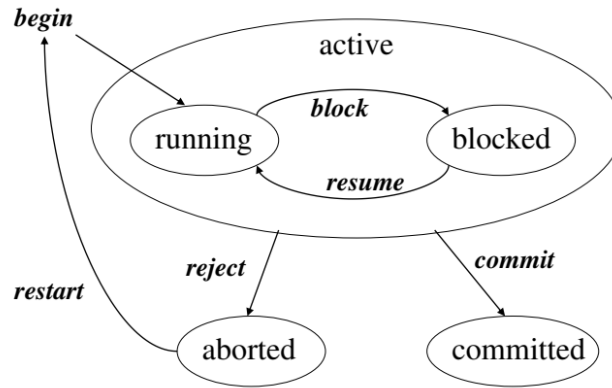 begin
active
block
running
blocked
resume
reject
commit
restart
aborted
committed